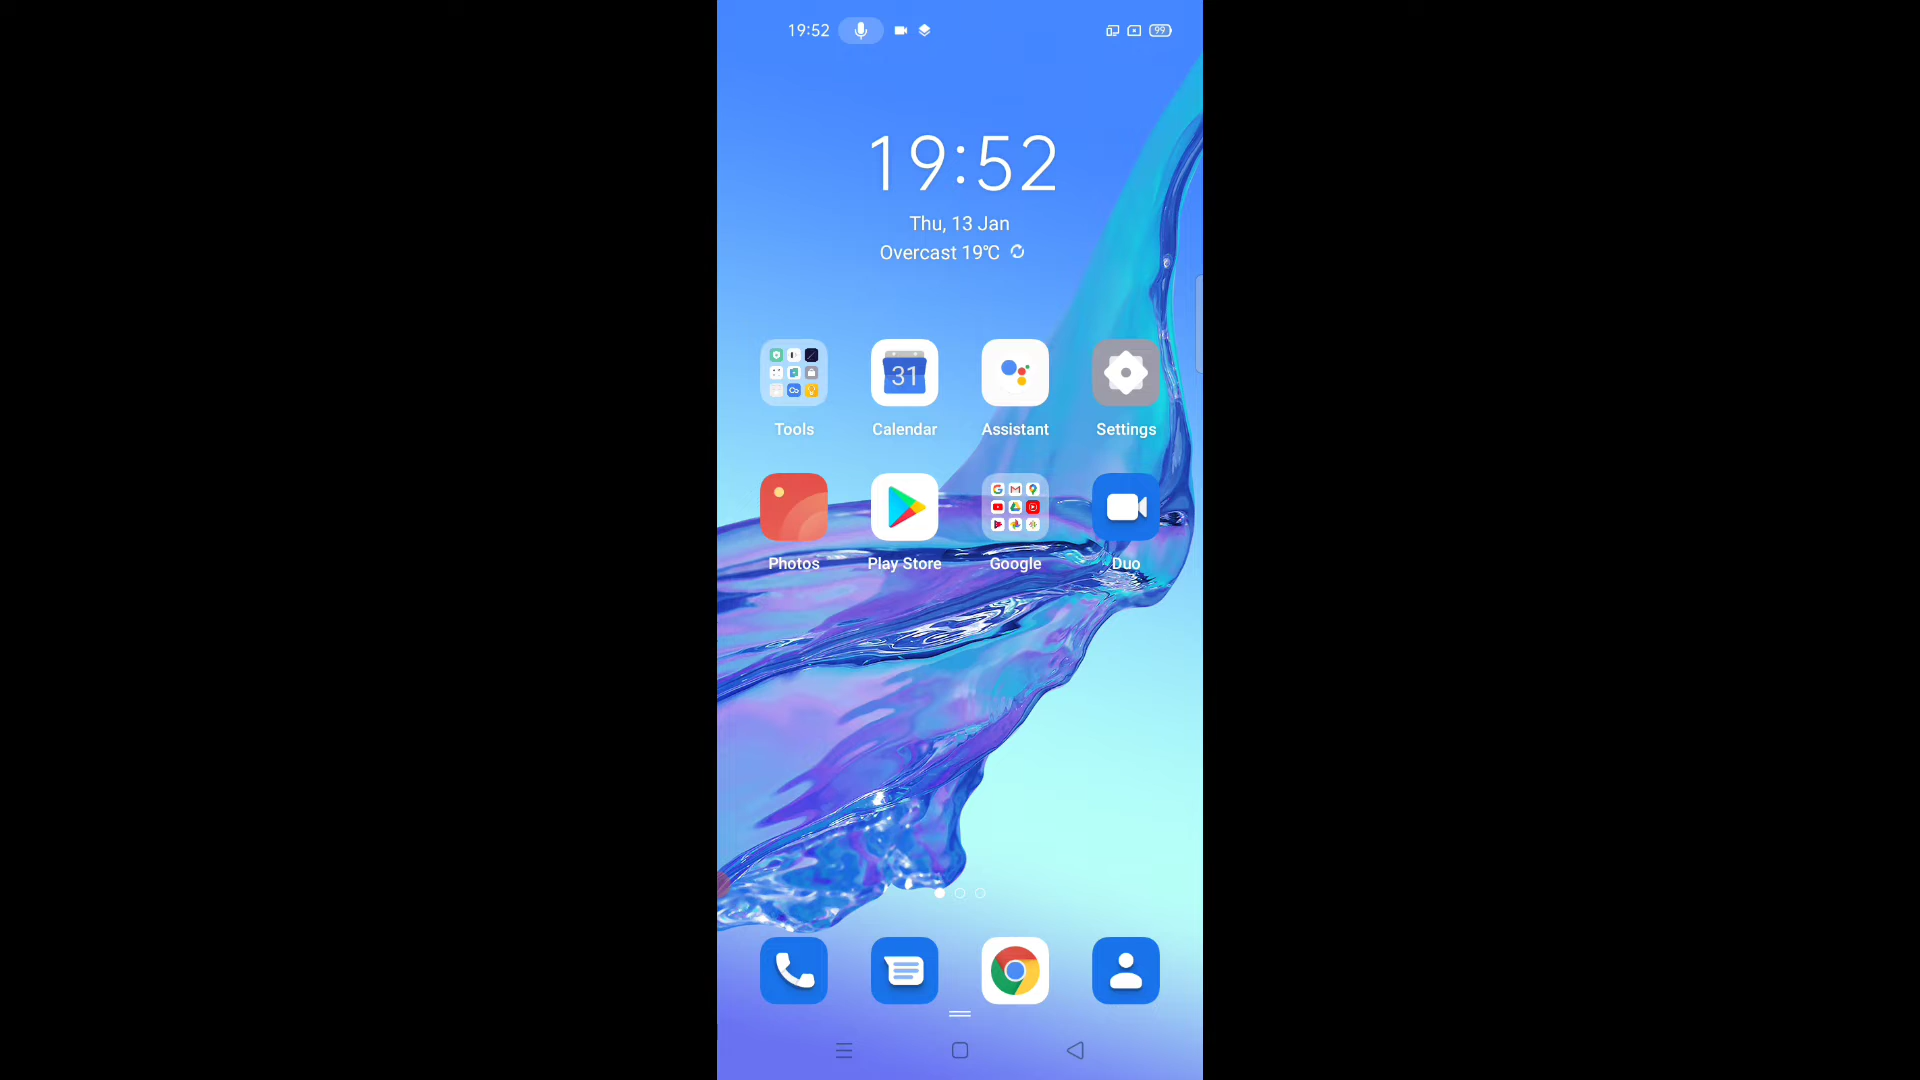 19:52
99
19:52
Thu, 13 Jan
Overcast 19℃
31
Tools
Calendar
Assistant
Settings
Photos
Play Store
Google
Duo